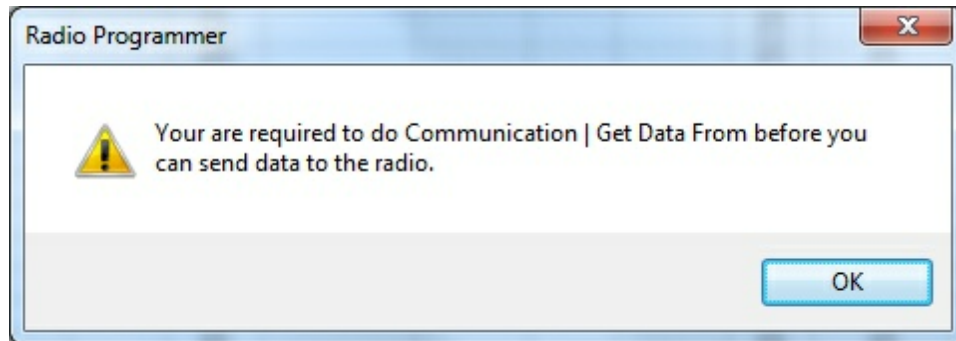 Radio Programmer
Your are required to do Communication | Get Data From before you
can send data to the radio.
OK